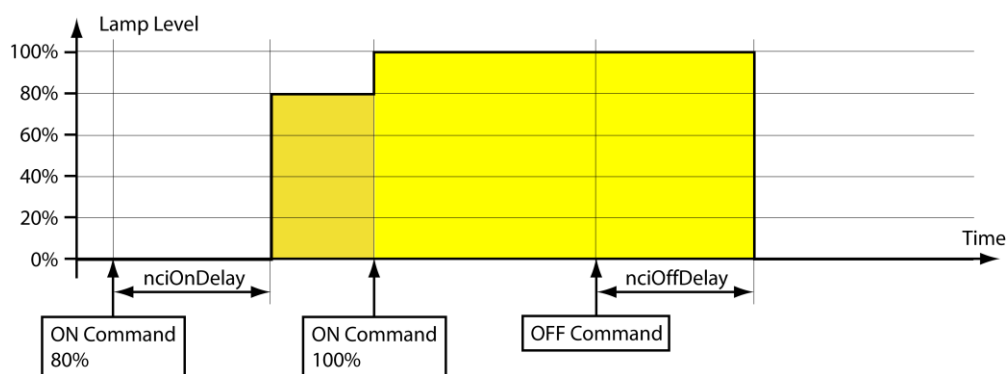 Lamp Level
100%
80%
60%
40%
20%
0%
Time
nciOnDelay
nciOffDelay
ON Command
80%
ON Command
100%
OFF Command